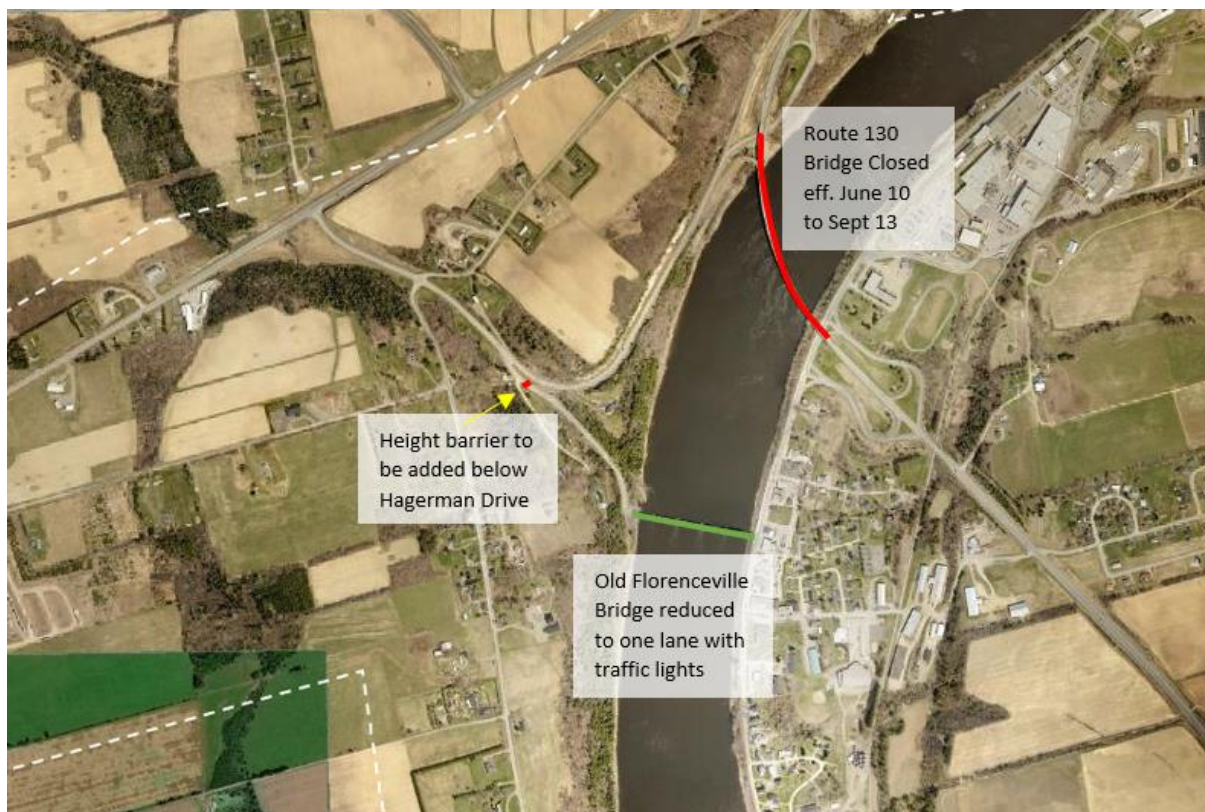 Route 130
Bridge Closed
eff. June 10
to Sept 13
Height barrier to
be added below
Hagerman Drive
Old Florenceville
Bridge reduced
to one lane with
traffic lights